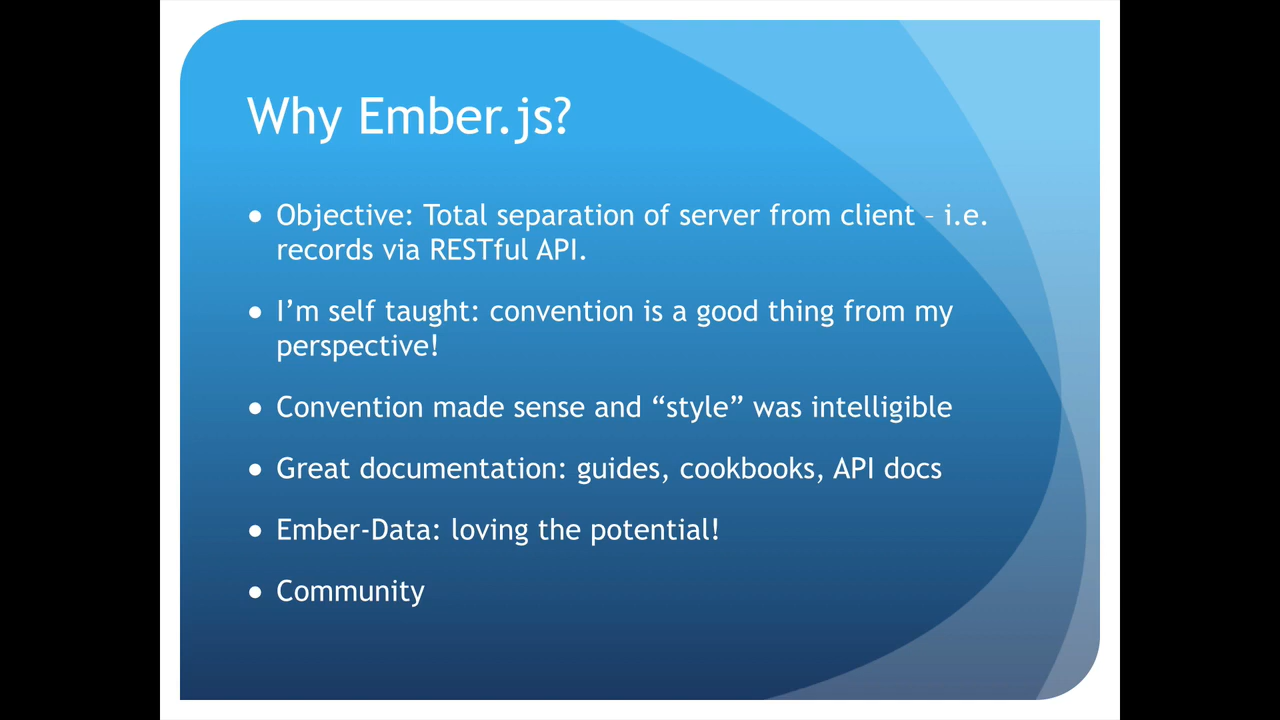 Why Ember.js?
● Objective: Total separation of server from client – i.e.
records via RESTful API.
● I’m self taught: convention is a good thing from my
perspective!
● Convention made sense and “style” was intelligible
● Great documentation: guides, cookbooks, API docs
● Ember-Data: loving the potential!
● Community